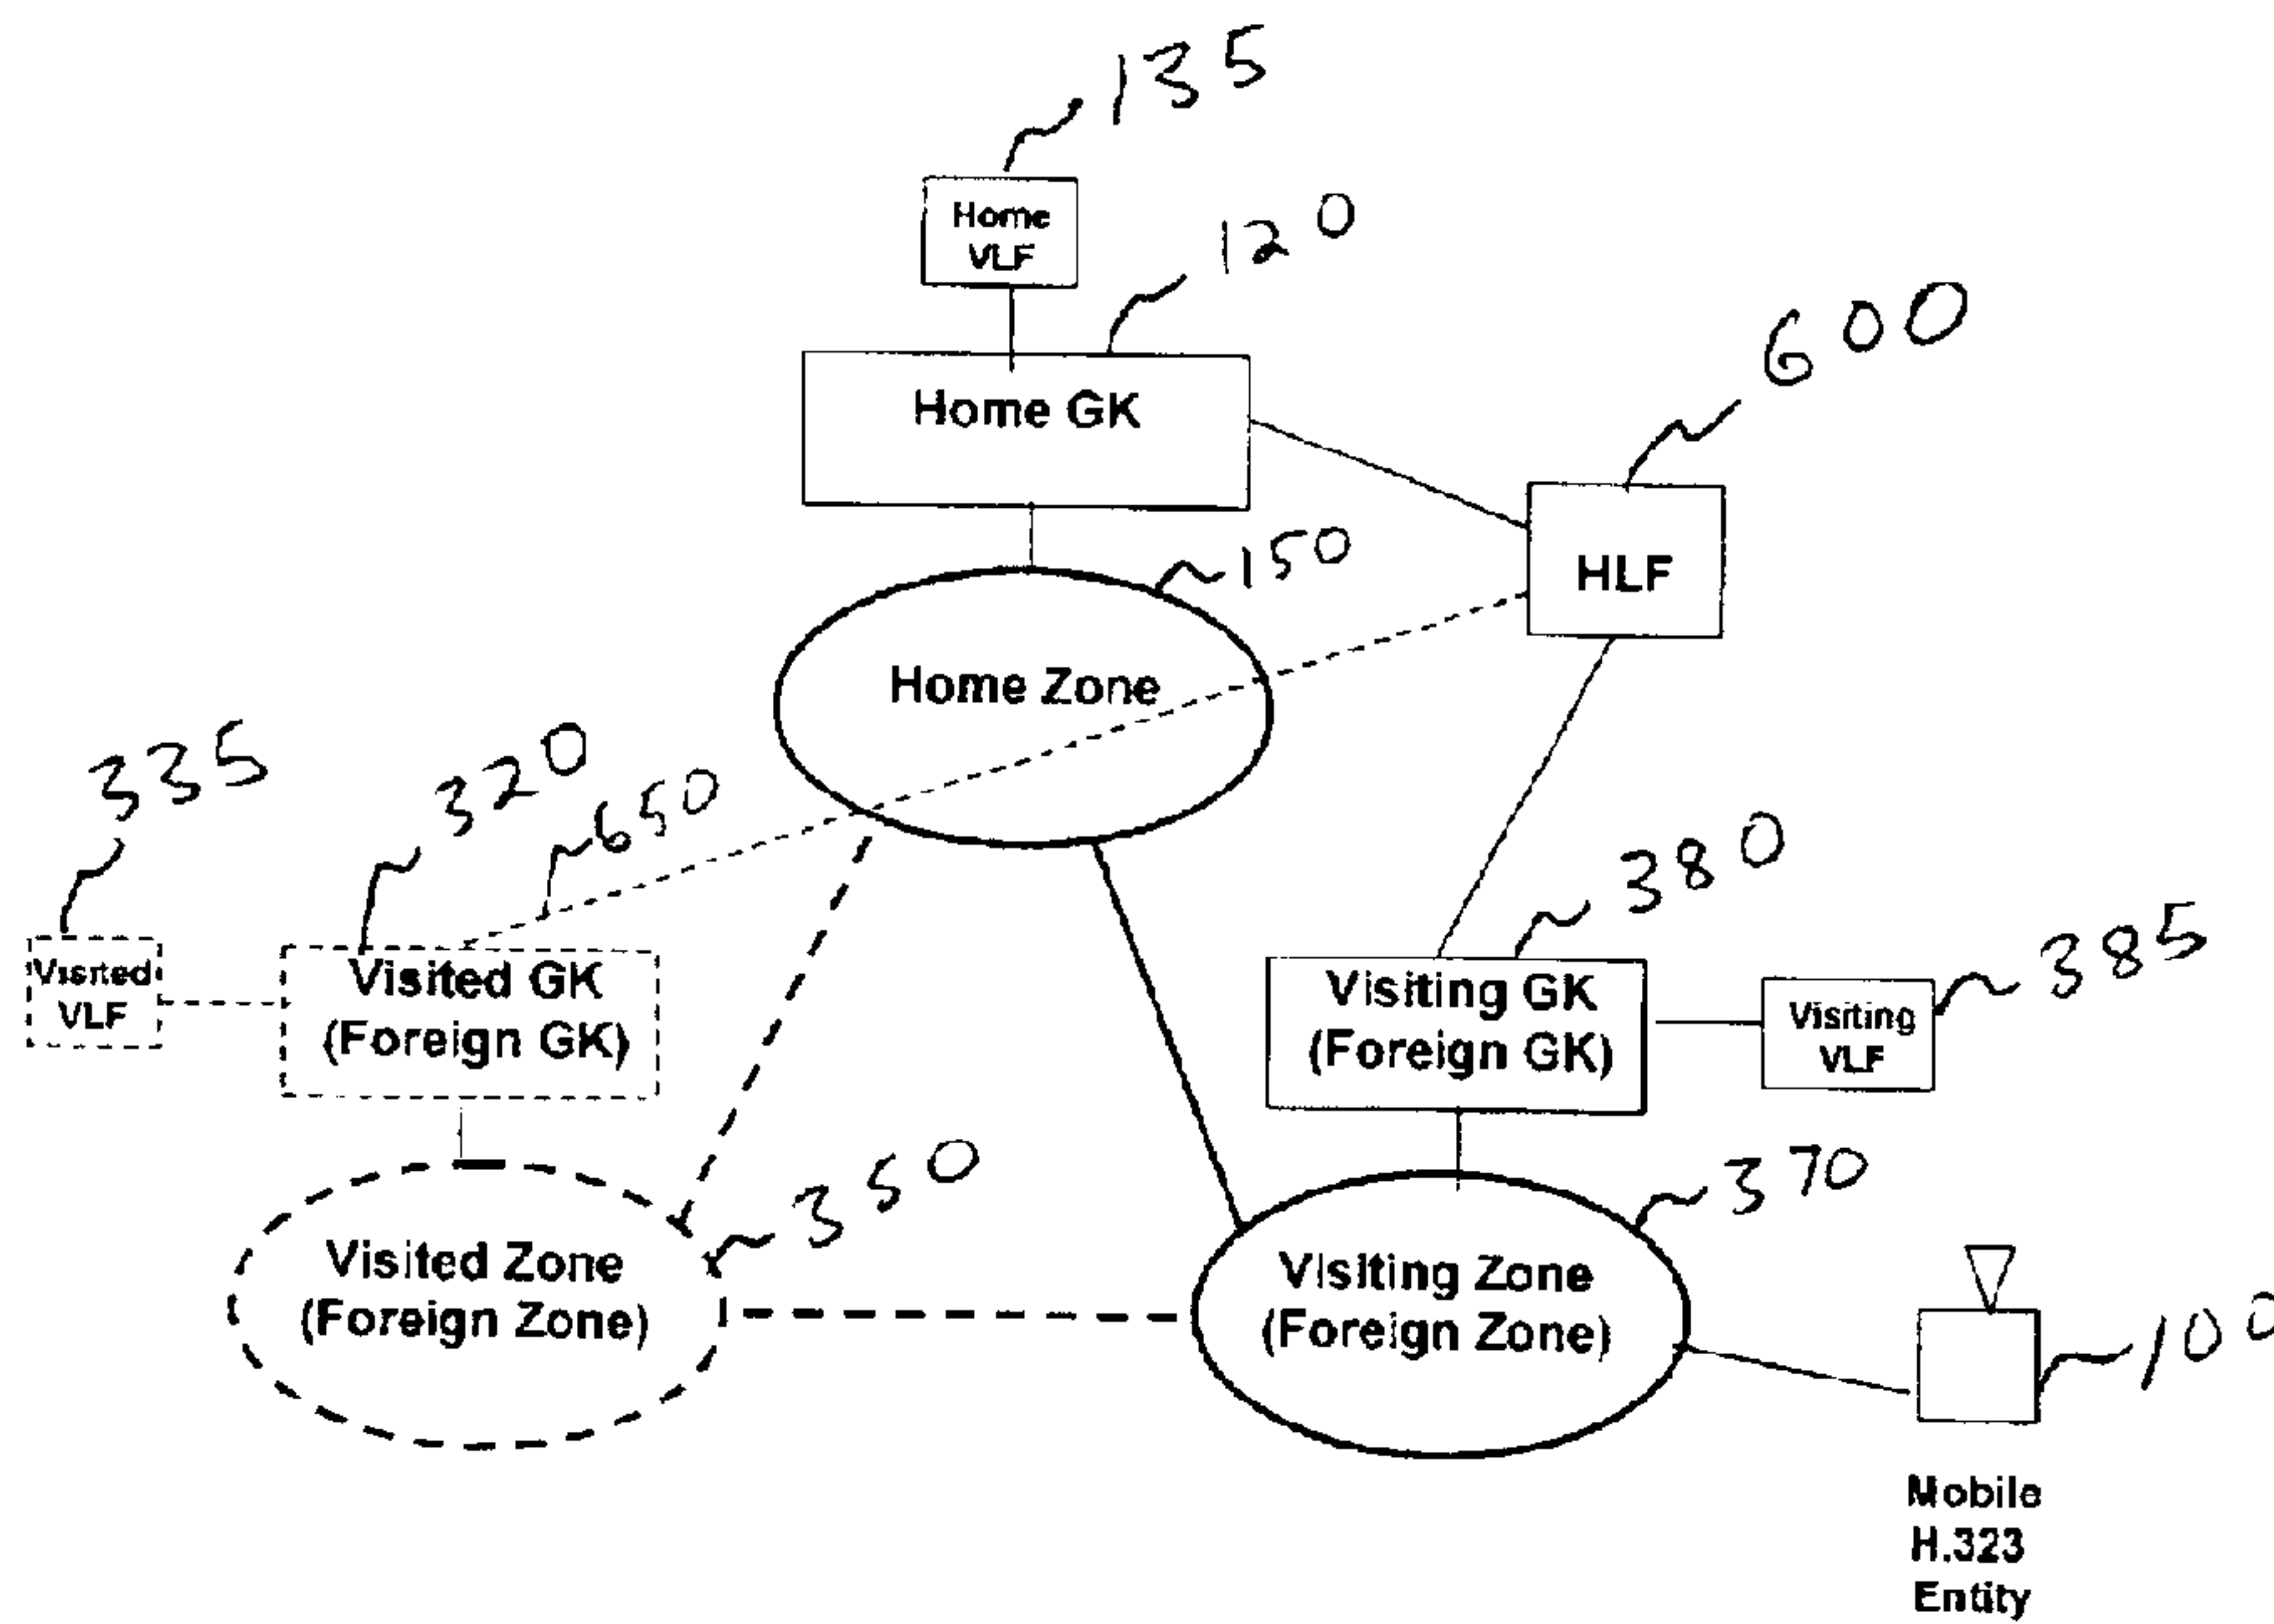 135
Home
VLF
120
Home GK
600
HLF
150
Home Zone
335
320
650
380
385
Visited
VLF
Visited GK
(Foreign GK)
Visiting GK
(Foreign GK)
Visiting
VLF
350
370
Visited Zone
(Foreign Zone)
Visiting Zone
(Foreign Zone)
100
Mobile
H.323
Entity